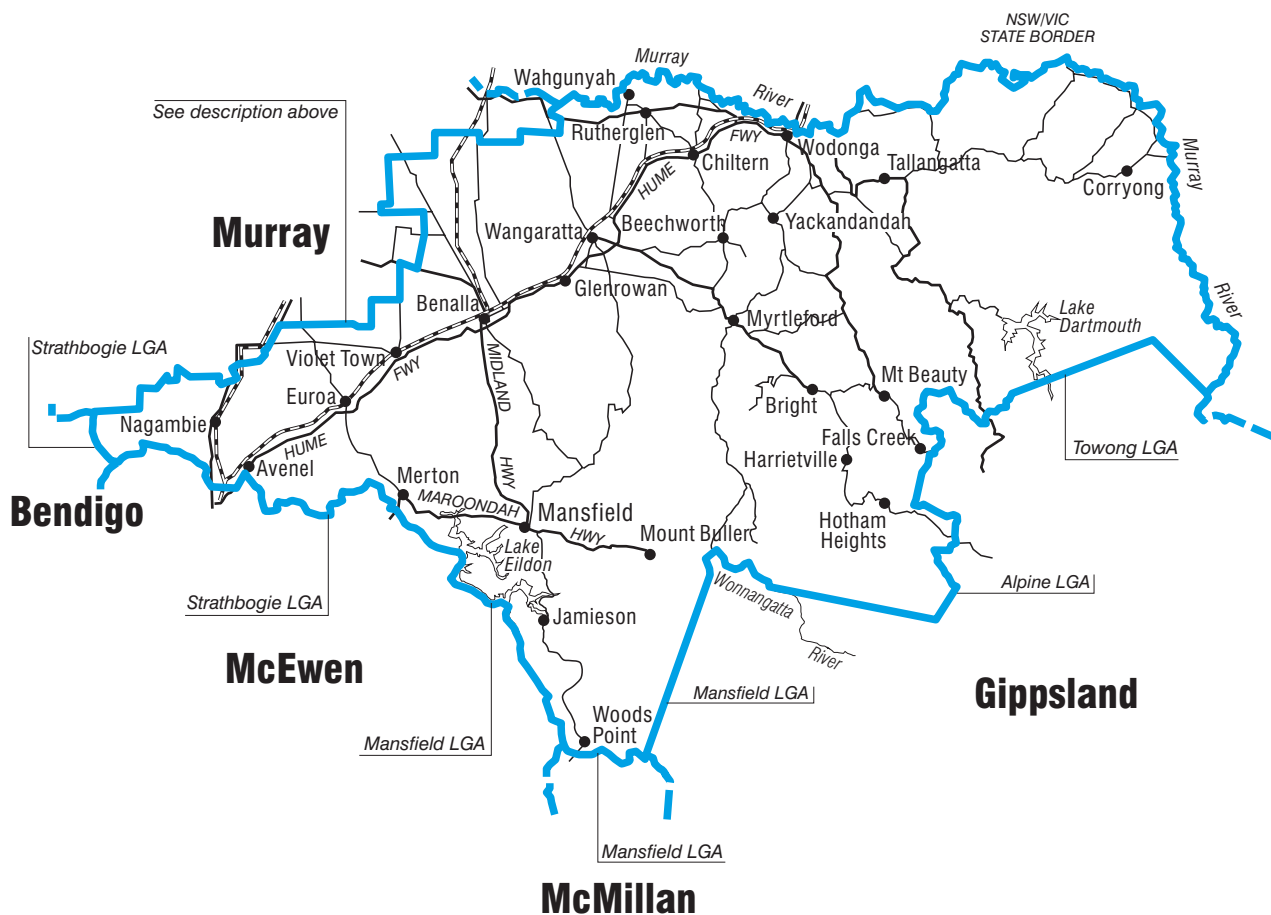 NSW/VIC
STATE BORDER
Murray
Wahgunyah
River
See description above
Rutherglen
FWY
Wodonga
Chiltern
HUME
Tallangatta
Corryong
Murray
Murray
Beechworth
Yackandandah
Wangaratta
Glenrowan
Benalla
River
Lake
Dartmouth
Myrtleford
Strathbogie LGA
Violet Town
FWY
MIDLAND
Mt Beauty
Euroa
Bright
Nagambie
HUME
Falls Creek
Towong LGA
Avenel
Harrietville
Merton
MAROONDAH
HWY
Bendigo
Mansfield
HWY
Mount Buller
Hotham
Heights
Lake
Eildon
Wonnangatta
Alpine LGA
Strathbogie LGA
Jamieson
River
McEwen
Gippsland
Mansfield LGA
Woods
Point
Mansfield LGA
Mansfield LGA
McMillan